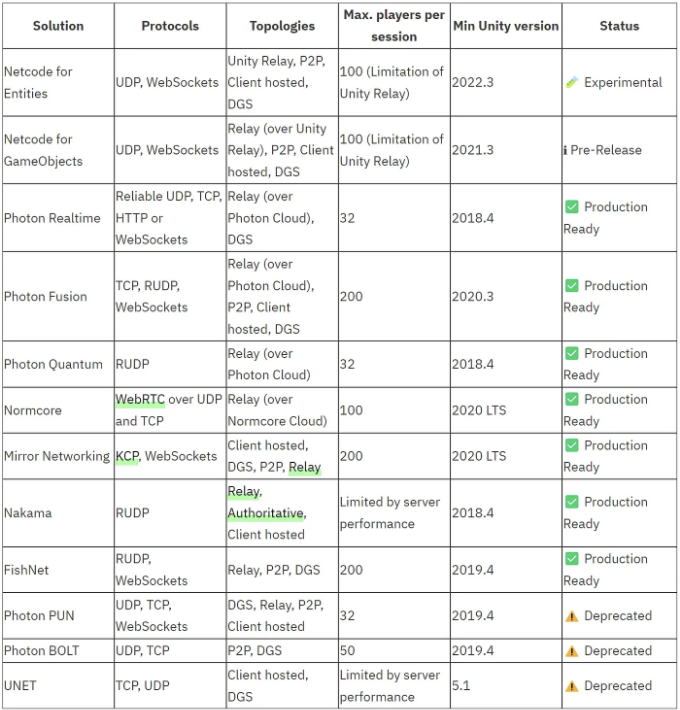 Solution Protocols Topologies Max. players per session Min Unity version Status
Netcode for Entities UDP, WebSockets Unity Relay, P2P, Client hosted, DGS 100 (Limitation of Unity Relay) 2022.3 Experimental
Netcode for GameObjects UDP, WebSockets Relay (over Unity Relay), P2P, Client hosted, DGS 100 (Limitation of Unity Relay) 2021.3 ℹ Pre-Release
Photon Realtime Reliable UDP, TCP, HTTP or WebSockets Relay (over Photon Cloud), DGS 32 2018.4 ✅ Production Ready
Photon Fusion TCP, RUDP, WebSockets Relay (over Photon Cloud), P2P, Client hosted, DGS 200 2020.3 ✅ Production Ready
Photon Quantum RUDP Relay (over Photon Cloud) 32 2018.4 ✅ Production Ready
Normcore WebRTC over UDP and TCP Relay (over Normcore Cloud) 100 2020 LTS ✅ Production Ready
Mirror Networking KCP, WebSockets Client hosted, DGS, P2P, Relay 200 2020 LTS ✅ Production Ready
Nakama RUDP Relay, Authoritative, Client hosted Limited by server performance 2018.4 ✅ Production Ready
FishNet RUDP, WebSockets Relay, P2P, DGS 200 2019.4 ✅ Production Ready
Photon PUN UDP, TCP, WebSockets DGS, Relay, P2P, Client hosted 32 2019.4 ⚠ Deprecated
Photon BOLT UDP, TCP P2P, DGS 50 2019.4 ⚠ Deprecated
UNET TCP, UDP Client hosted, DGS Limited by server performance 5.1 ⚠ Deprecated